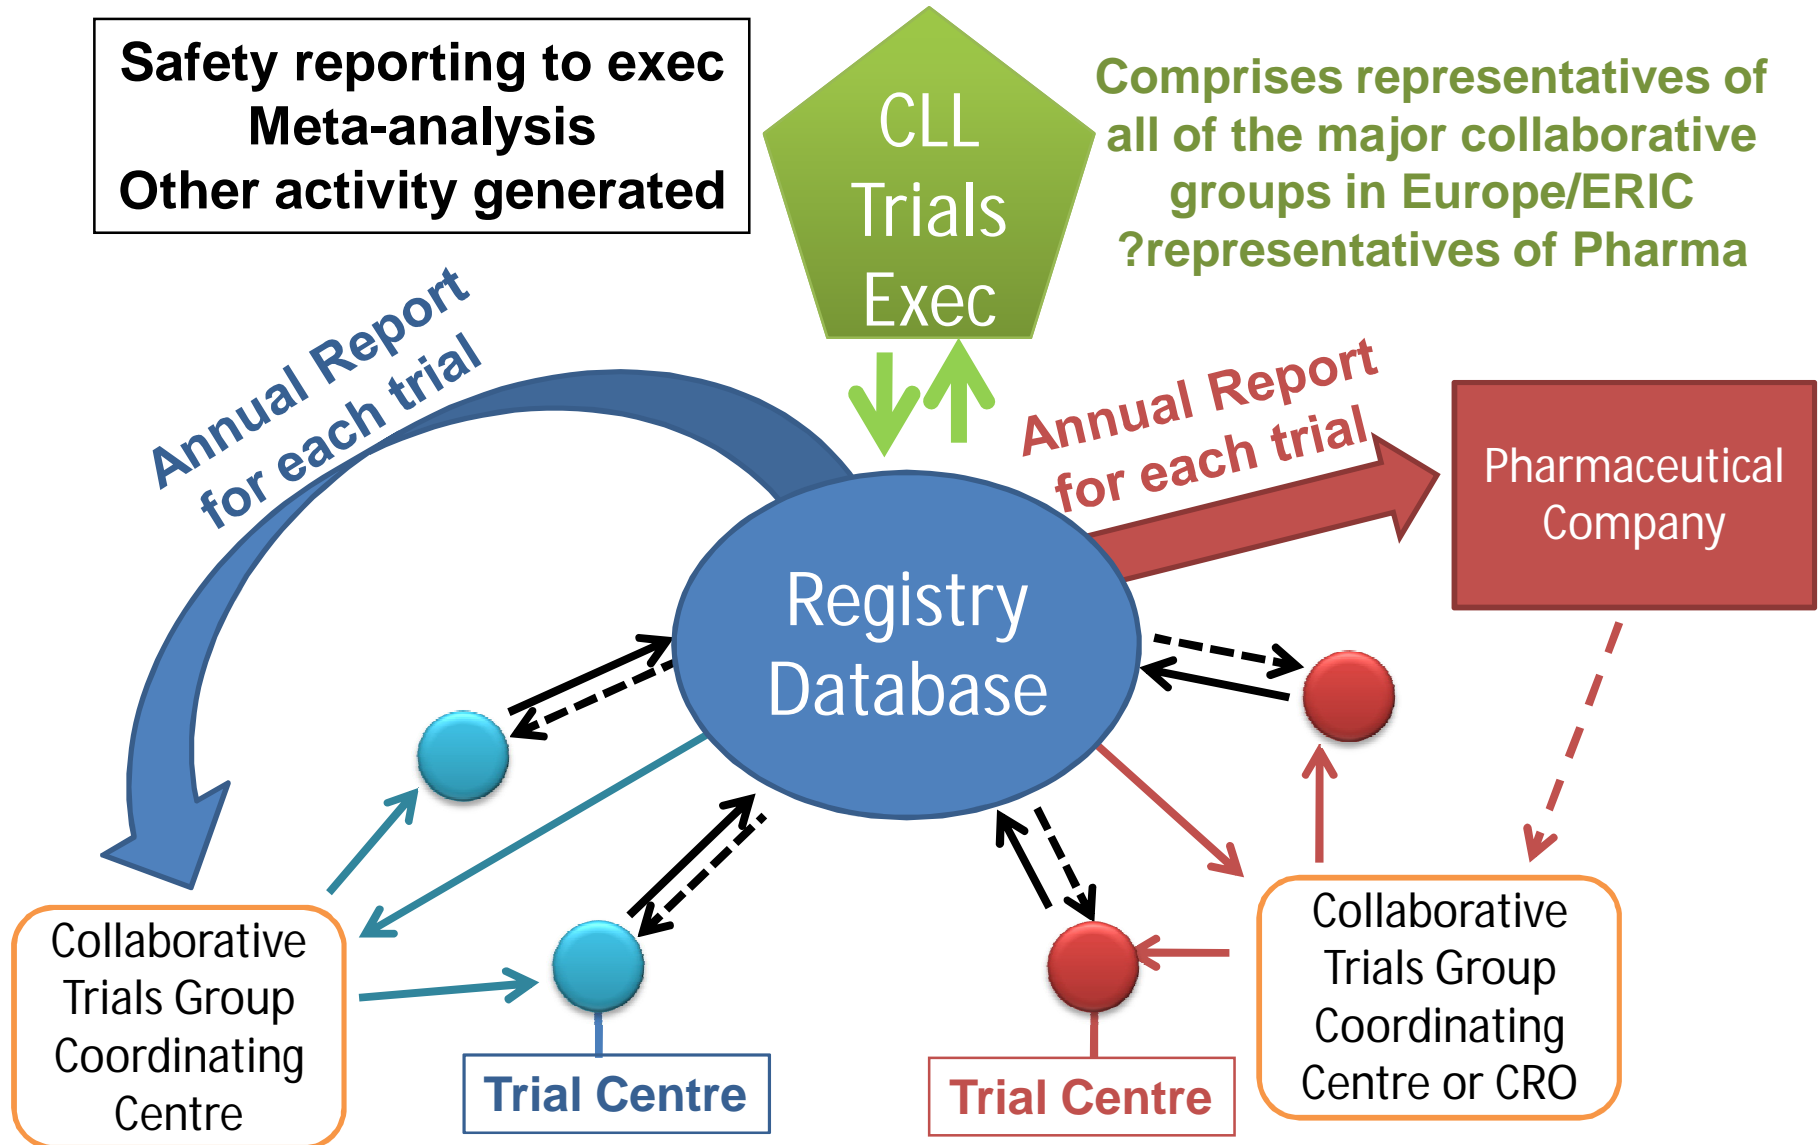 Safety reporting to exec
Meta-analysis
Other activity generated
CLL
Trials
Exec
Comprises representatives of
all of the major collaborative
groups in Europe/ERIC
?representatives of Pharma
Annual Report
for each trial
Annual Report
for each trial
Pharmaceutical
Company
Registry
Database
Collaborative
Trials Group
Coordinating
Centre
Trial Centre
Trial Centre
Collaborative
Trials Group
Coordinating
Centre or CRO